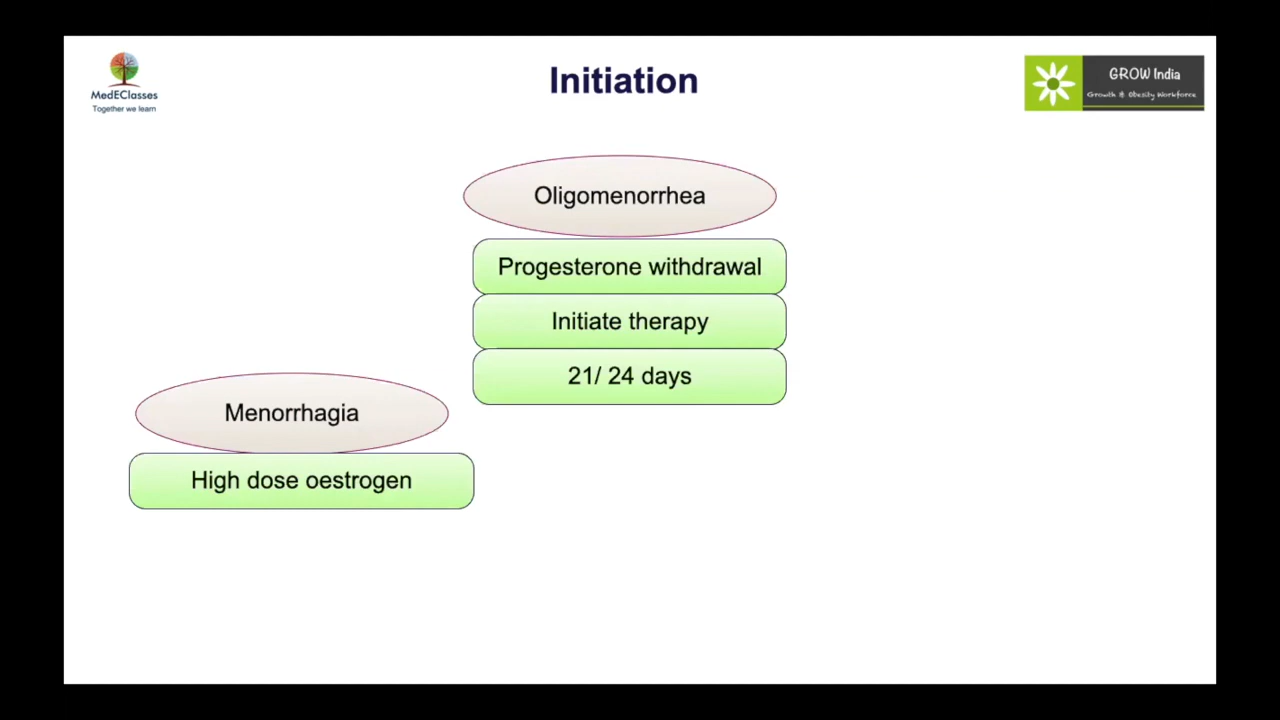 MedEClasses
Together we learn
Initiation
GROW India
Growth & Obesity Workforce
Oligomenorrhea
Progesterone withdrawal
Initiate therapy
21/ 24 days
Menorrhagia
High dose oestrogen